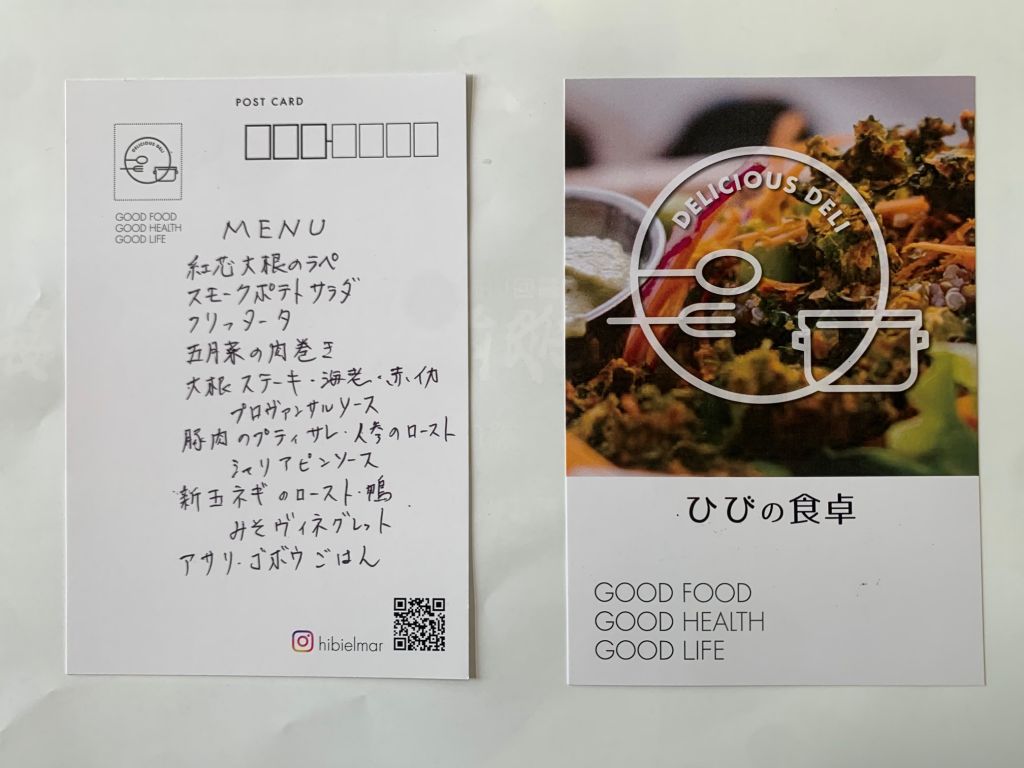 POST CARD
DELICIOUS DELI
GOOD FOOD
GOOD HEALTH
GOOD LIFE
MENU
紅芯大根のラペ
スモークポテトサラダ
フリッタータ
五月菜の肉巻き
大根ステーキ・海老・赤イカ
プロヴァンサルソース
豚肉のプティサレ・人参のロースト
シャリアピンソース
新玉ネギのロースト・鴨
みそヴィネグレット
アサリ・ゴボウごはん
hibielmar
DELICIOUS DELI
ひびの食卓
GOOD FOOD
GOOD HEALTH
GOOD LIFE